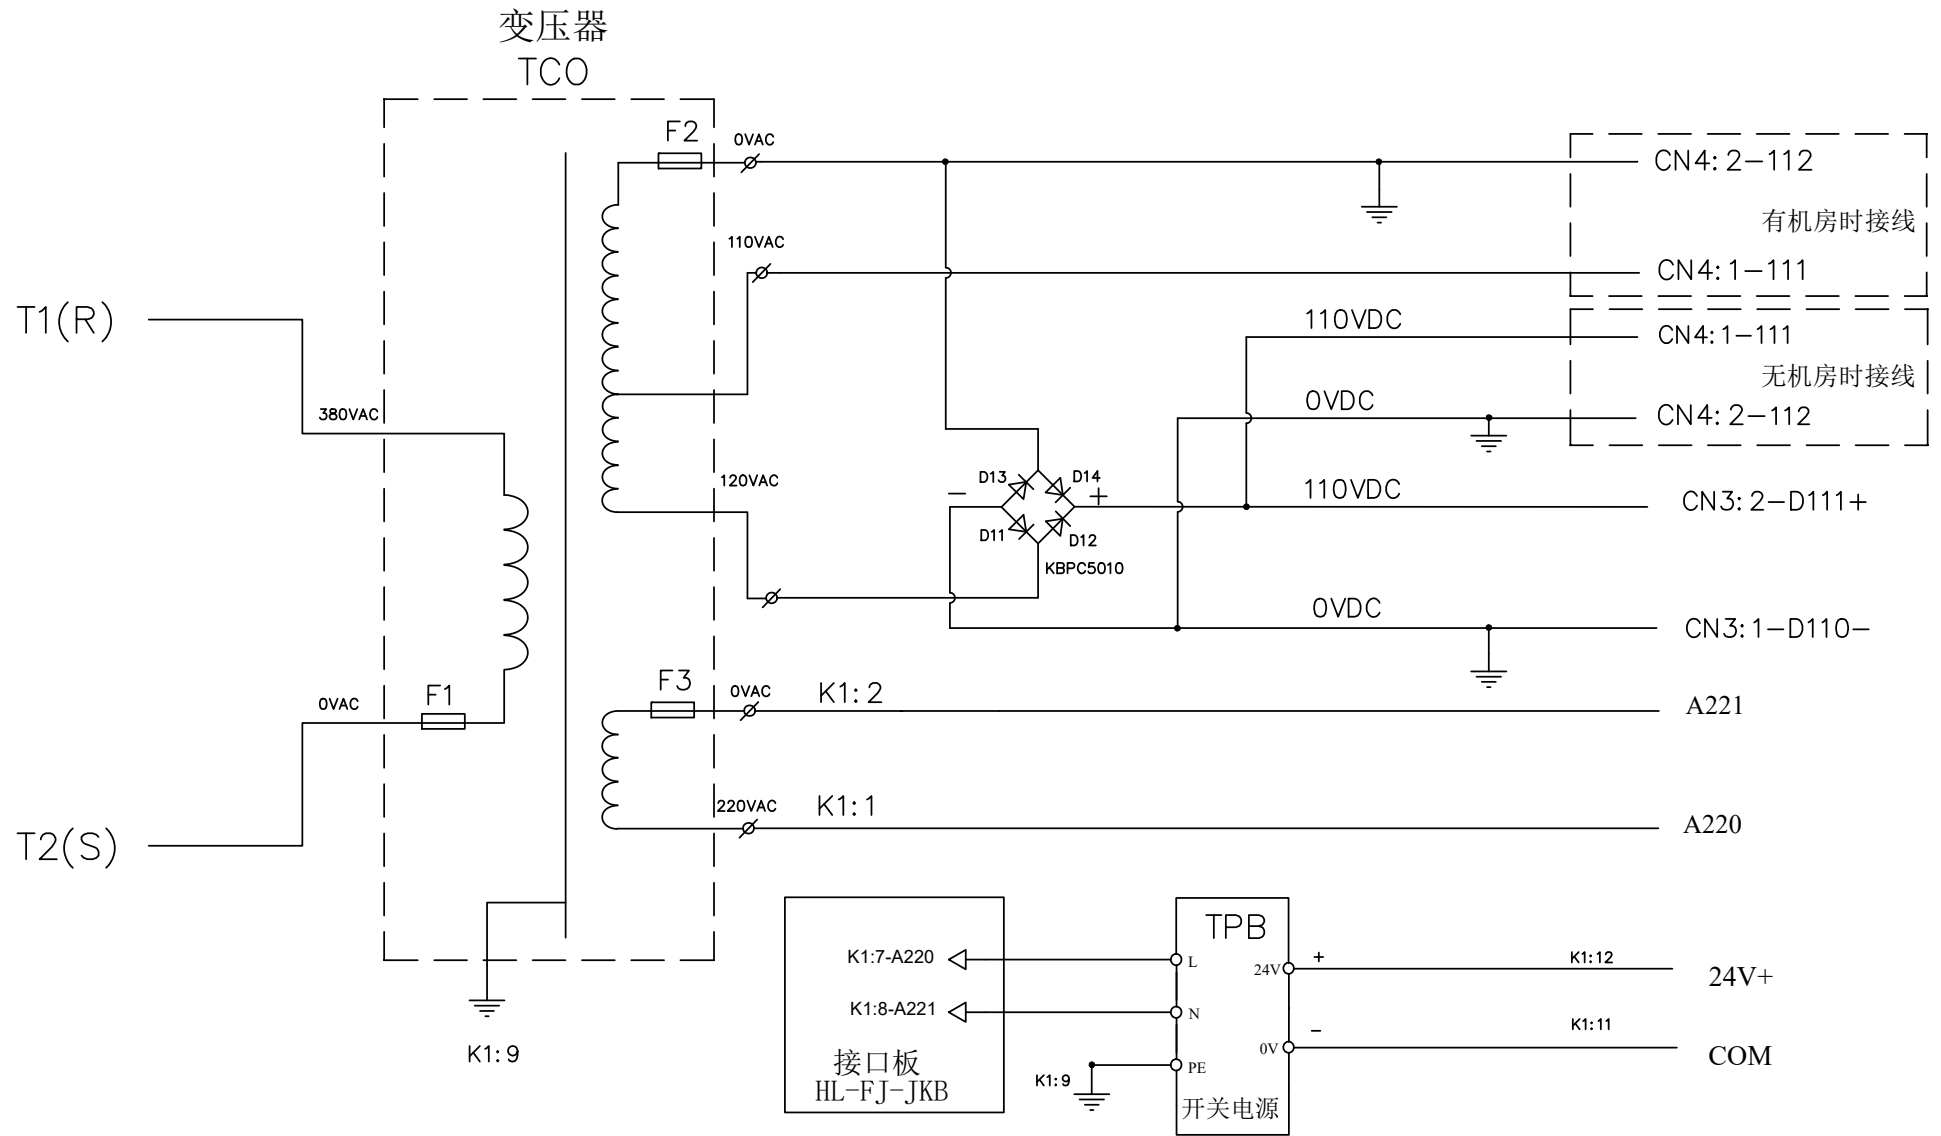 变压器
TCO
F2
0VAC
CN4:2-112
有机房时接线
110VAC
CN4:1-111
T1(R)
110VDC
CN4:1-111
无机房时接线
380VAC
0VDC
CN4:2-112
120VAC
D13
D14
－
+
110VDC
CN3:2-D111+
D11
D12
KBPC5010
0VDC
CN3:1-D110-
F1
0VAC
F3
0VAC
K1:2
A221
220VAC
K1:1
A220
T2(S)
K1:9
K1:7-A220
K1:8-A221
接口板
HL-FJ-JKB
TPB
L
N
PE
K1:9
24V
0V
开关电源
+
K1:12
24V+
－
K1:11
COM